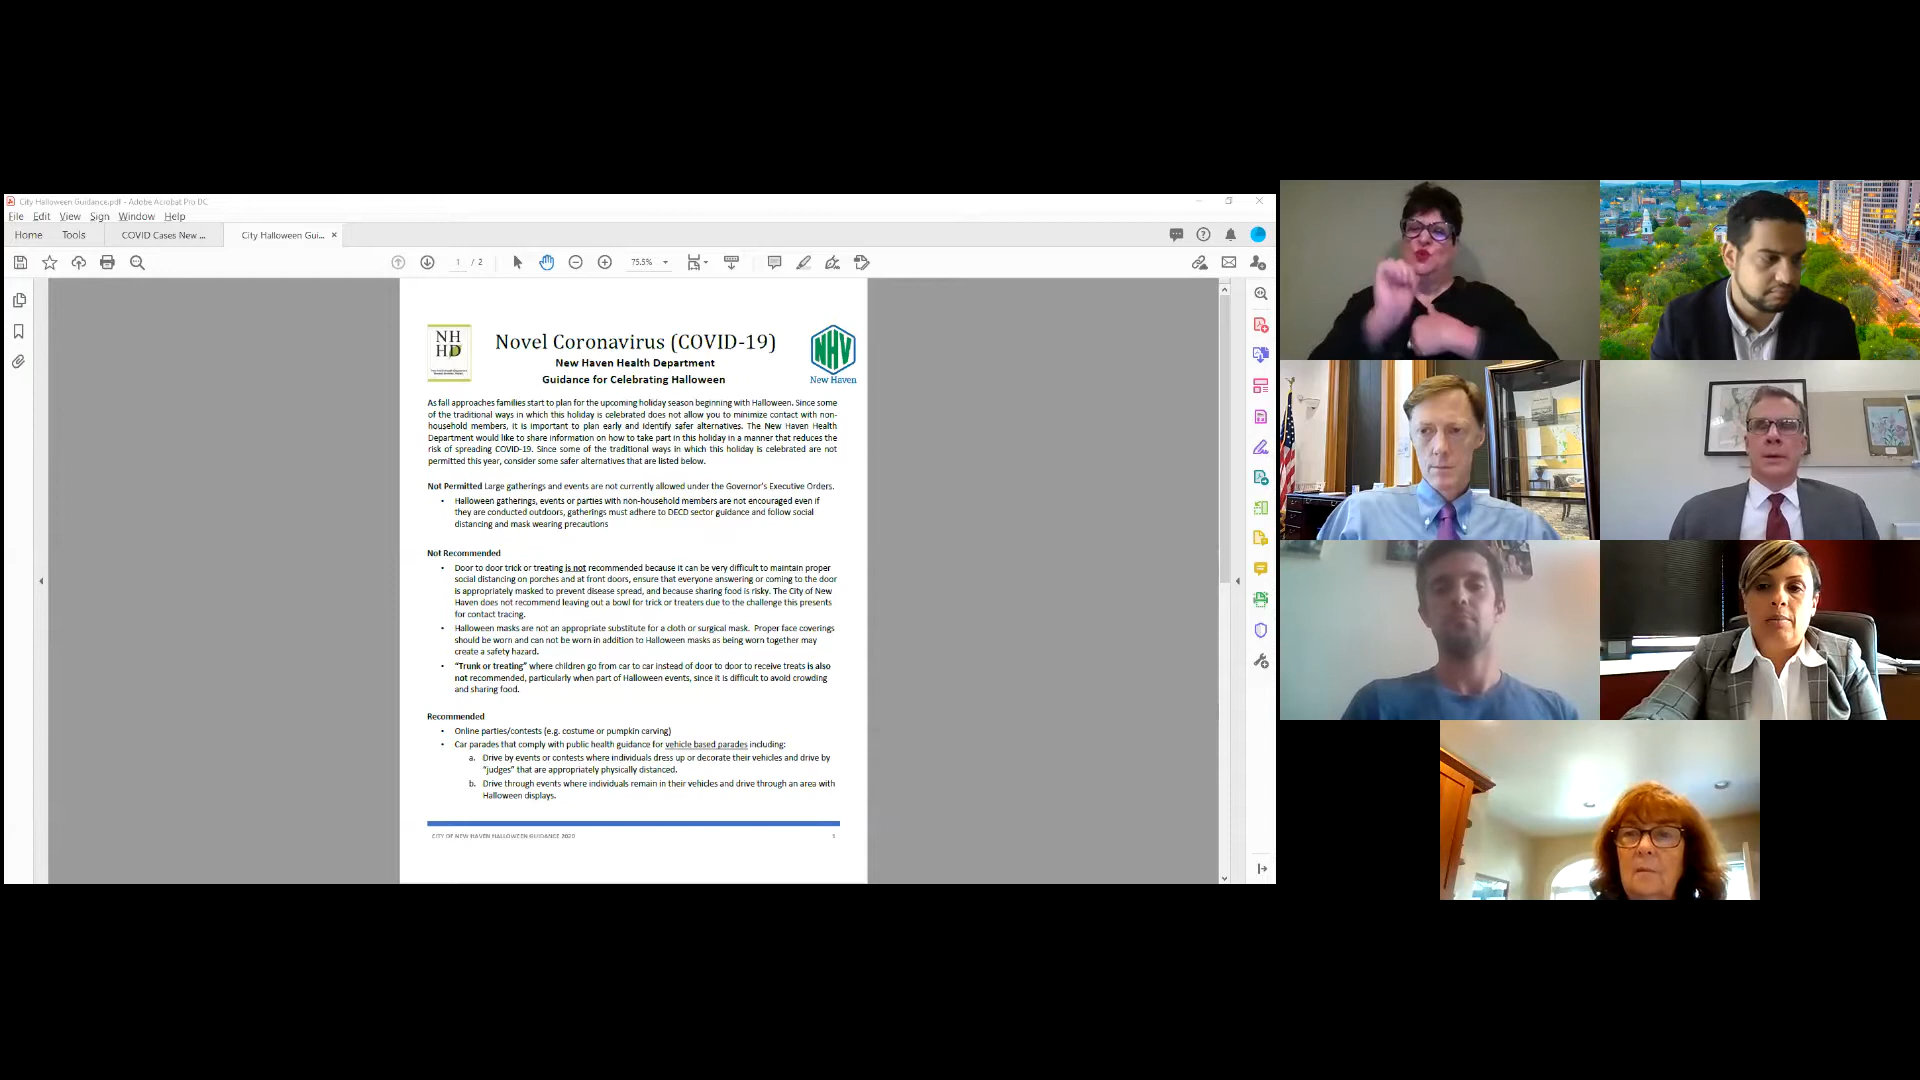 City Halloween Guidance.pdf - Adobe Acrobat Pro DC
File Edit View Sign Window Help
Home Tools COVID Cases New ... City Halloween Gui... ×
1 / 2 75.5%
NH
HD
Novel Coronavirus (COVID-19)
New Haven Health Department
Guidance for Celebrating Halloween
NHV
New Haven
As fall approaches families start to plan for the upcoming holiday season beginning with Halloween. Since some
of the traditional ways in which this holiday is celebrated does not allow you to minimize contact with non-
household members, it is important to plan early and identify safer alternatives. The New Haven Health
Department would like to share information on how to take part in this holiday in a manner that reduces the
risk of spreading COVID-19. Since some of the traditional ways in which this holiday is celebrated are not
permitted this year, consider some safer alternatives that are listed below.
Not Permitted Large gatherings and events are not currently allowed under the Governor's Executive Orders.
• Halloween gatherings, events or parties with non-household members are not encouraged even if
they are conducted outdoors, gatherings must adhere to DECD sector guidance and follow social
distancing and mask wearing precautions
Not Recommended
• Door to door trick or treating is not recommended because it can be very difficult to maintain proper
social distancing on porches and at front doors, ensure that everyone answering or coming to the door
is appropriately masked to prevent disease spread, and because sharing food is risky. The City of New
Haven does not recommend leaving out a bowl for trick or treaters due to the challenge this presents
for contact tracing.
• Halloween masks are not an appropriate substitute for a cloth or surgical mask. Proper face coverings
should be worn and can not be worn in addition to Halloween masks as being worn together may
create a safety hazard.
• “Trunk or treating” where children go from car to car instead of door to door to receive treats is also
not recommended, particularly when part of Halloween events, since it is difficult to avoid crowding
and sharing food.
Recommended
• Online parties/contests (e.g. costume or pumpkin carving)
• Car parades that comply with public health guidance for vehicle based parades including:
a. Drive by events or contests where individuals dress up or decorate their vehicles and drive by
“judges” that are appropriately physically distanced.
b. Drive through events where individuals remain in their vehicles and drive through an area with
Halloween displays.
CITY OF NEW HAVEN HALLOWEEN GUIDANCE 2020 1